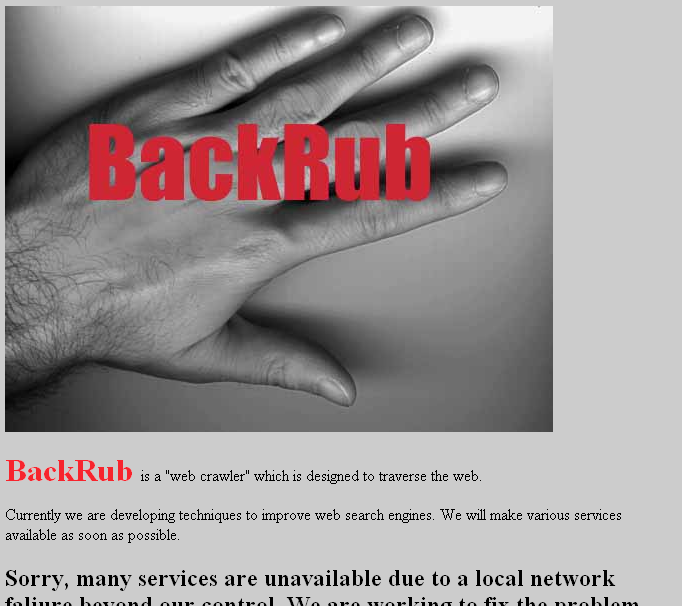 BackRub
BackRub is a "web crawler" which is designed to traverse the web.
Currently we are developing techniques to improve web search engines. We will make various services
available as soon as possible.
Sorry, many services are unavailable due to a local network
faliure beyond our control. We are working to fix the problem